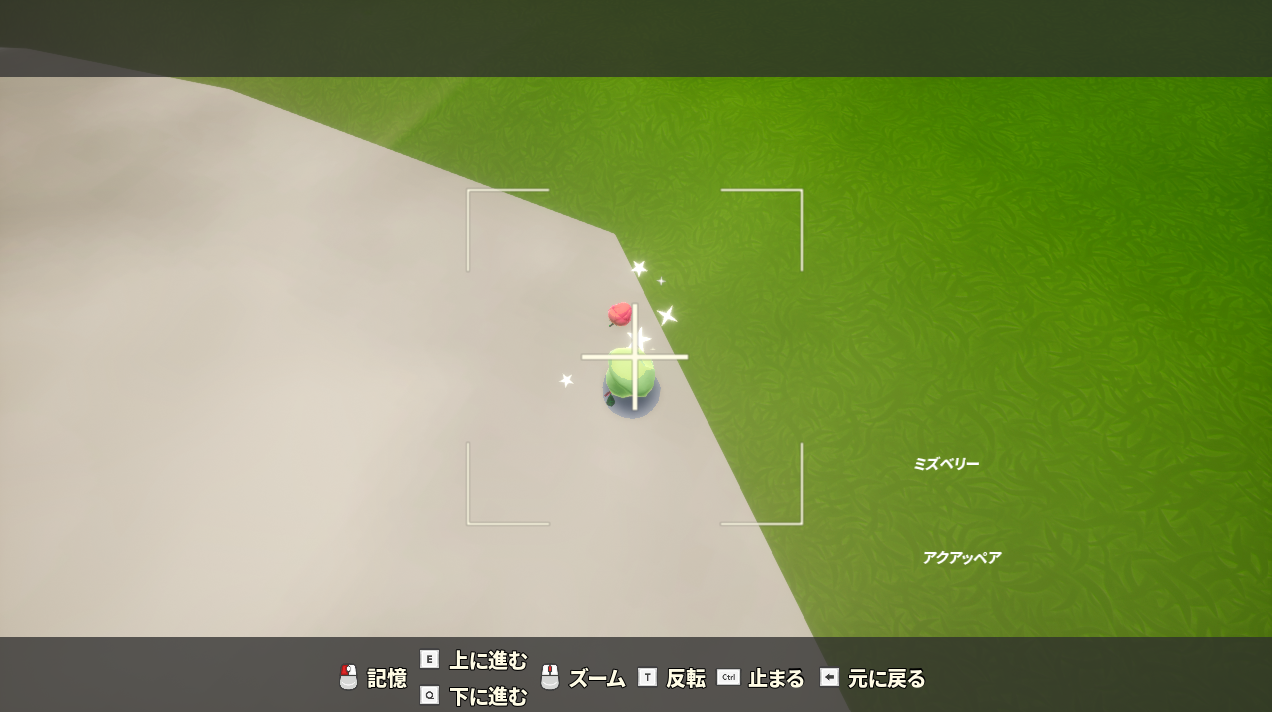 ミズベリー
アクアッペア
記憶
E 上に進む
Q 下に進む
ズーム
T 反転
Ctrl 止まる
元に戻る